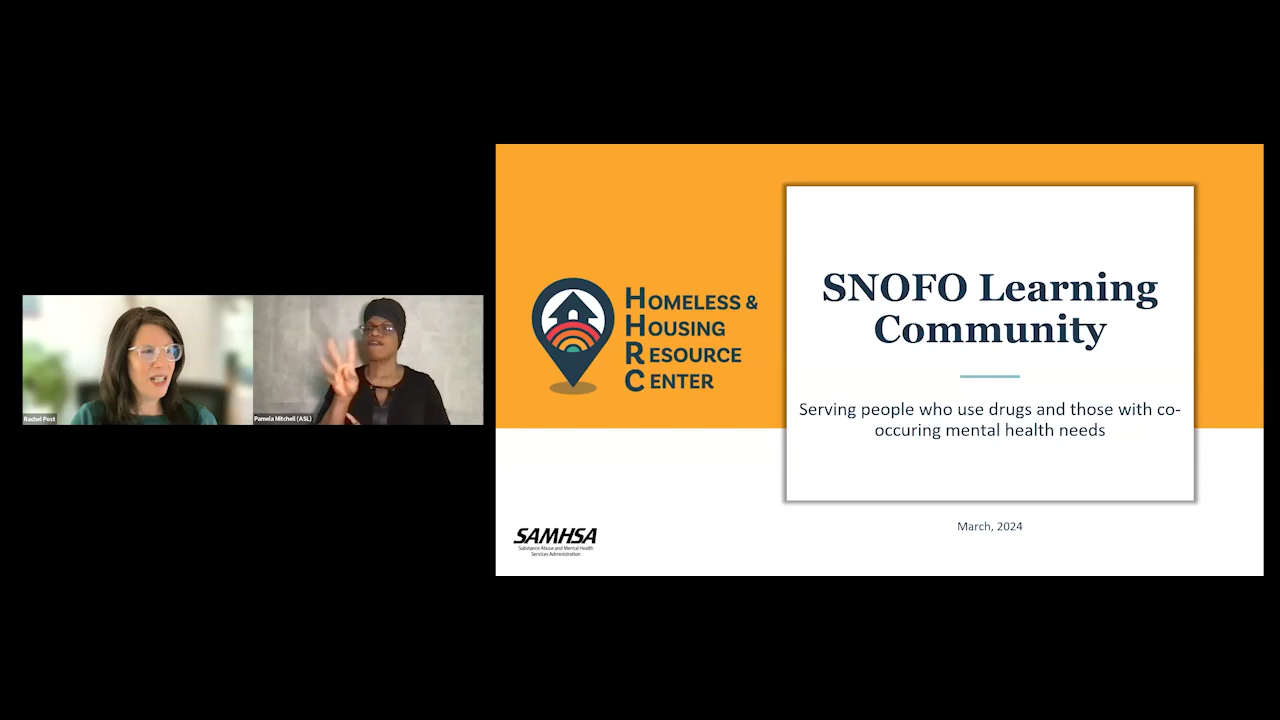 Rachel Post
Pamela Mitchell (ASL)
HOMELESS &
HOUSING
RESOURCE
CENTER
SAMHSA
Substance Abuse and Mental Health
Services Administration
SNOFO Learning
Community
Serving people who use drugs and those with co-
occuring mental health needs
March, 2024